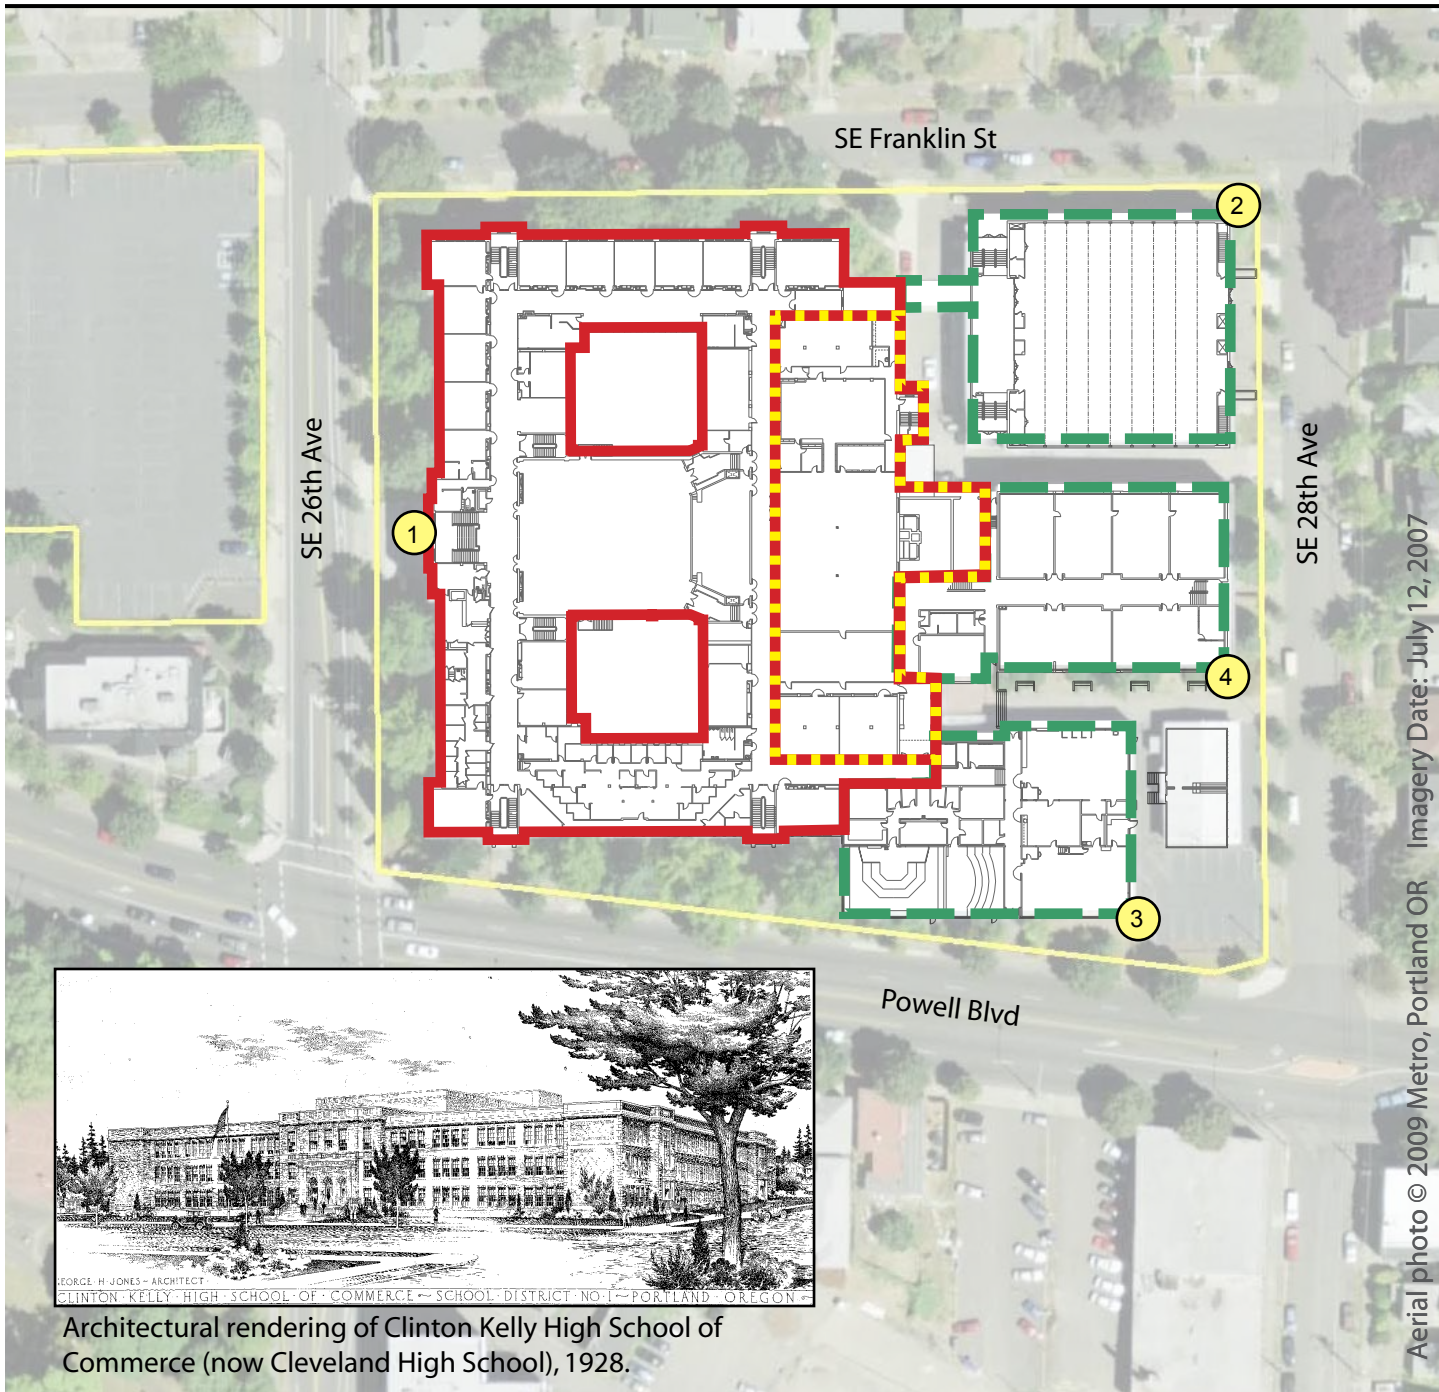 SE Franklin St
2
SE 26th Ave
1
SE 28th Ave
4
3
Powell Blvd
GEORGE · H · JONES ~ ARCHITECT
CLINTON · KELLY · HIGH · SCHOOL · OF · COMMERCE ~ SCHOOL · DISTRICT · NO · 1 ~ PORTLAND · OREGON ~
Architectural rendering of Clinton Kelly High School of
Commerce (now Cleveland High School), 1928.
Aerial photo © 2009 Metro, Portland OR Imagery Date: July 12, 2007